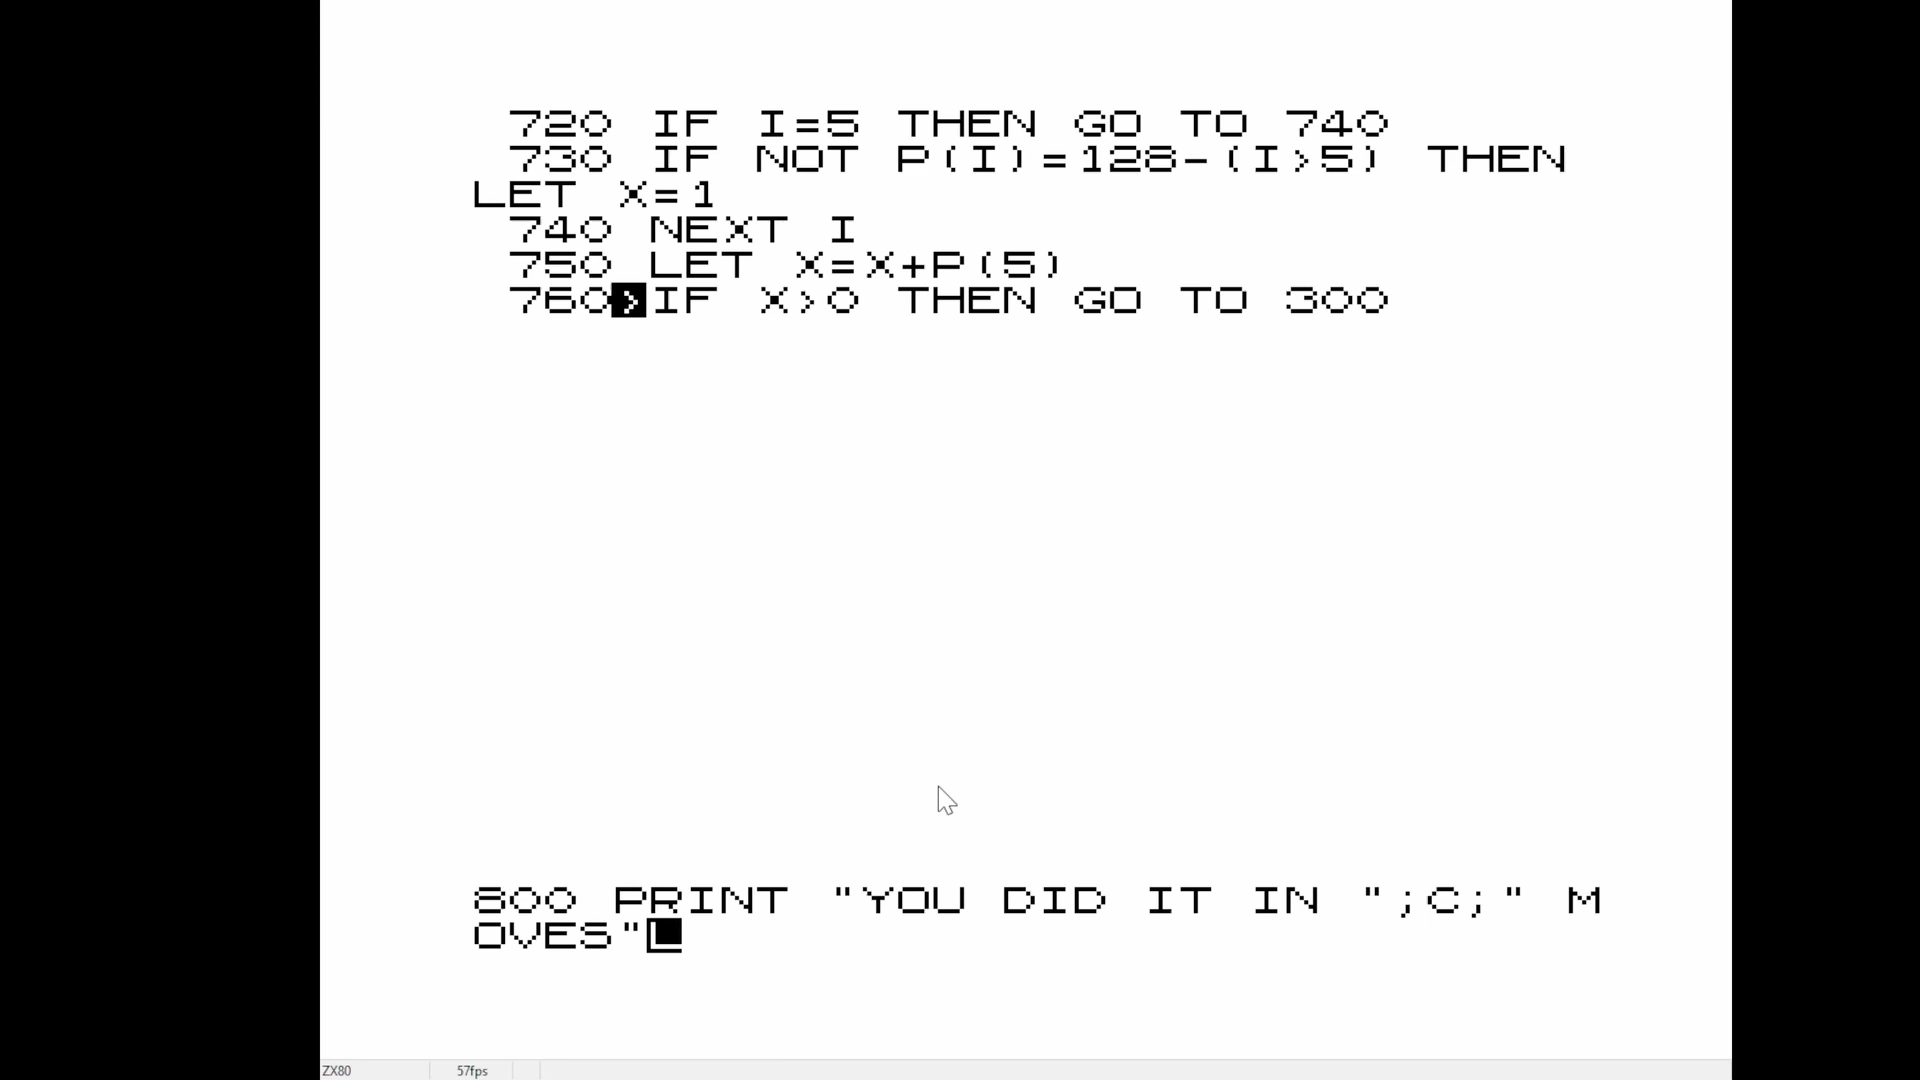 720 IF I=5 THEN GO TO 740
730 IF NOT P(I)=128-(I>5) THEN
LET X=1
740 NEXT I
750 LET X=X+P(5)
760>IF X>0 THEN GO TO 300
800 PRINT "YOU DID IT IN ";C;" M
OVES"L
ZX80 57fps